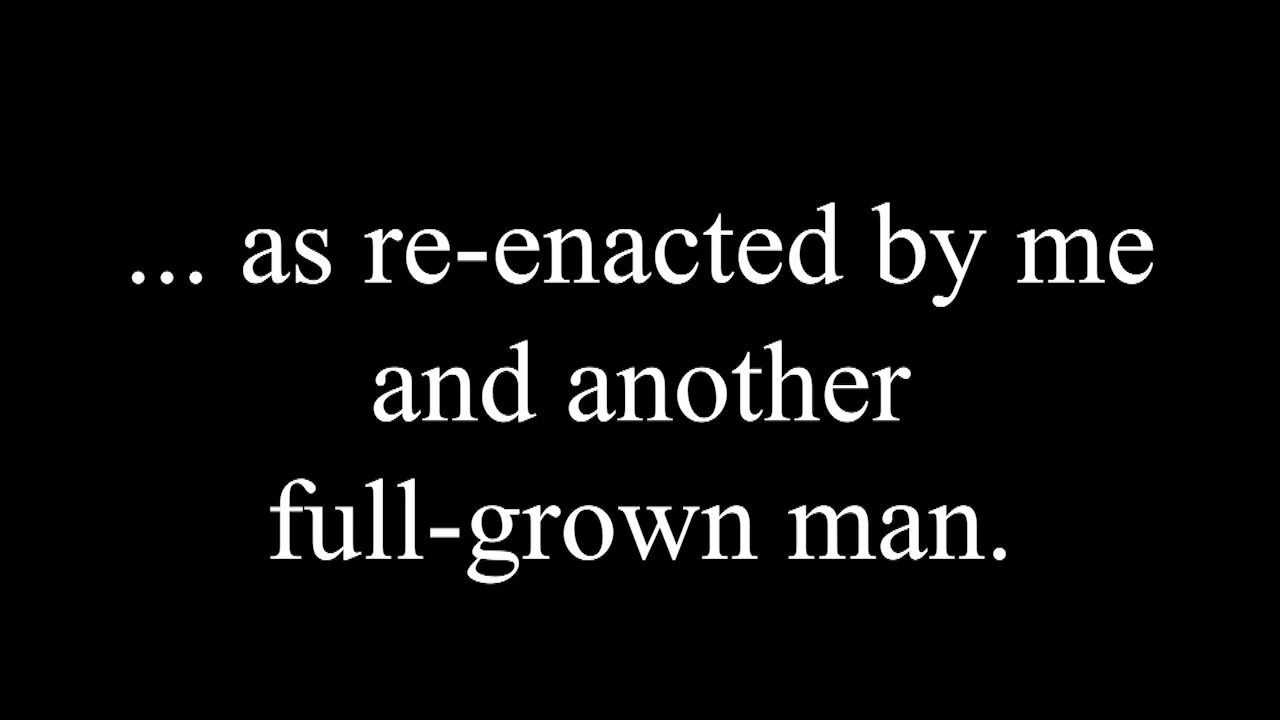 ... as re-enacted by me
and another
full-grown man.